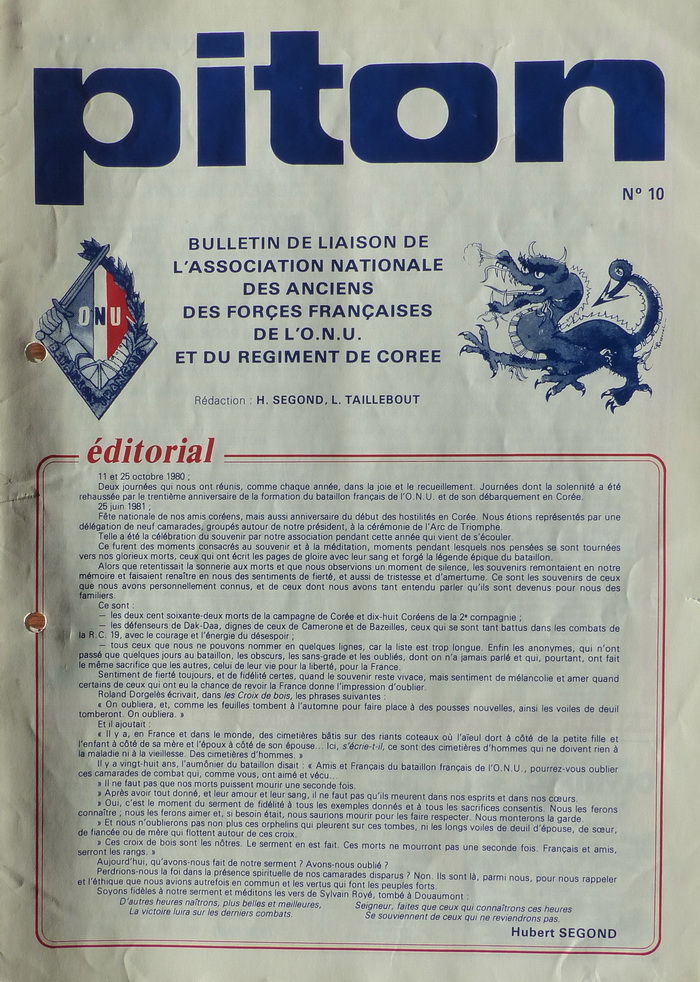 piton
N° 10
BULLETIN DE LIAISON DE
L'ASSOCIATION NATIONALE
DES ANCIENS
DES FORÇES FRANÇAISES
DE L'O.N.U.
ET DU REGIMENT DE COREE
ONU
Rédaction : H. SEGOND, L. TAILLEBOUT
éditorial
11 et 25 octobre 1980 ;
Deux journées qui nous ont réunis, comme chaque année, dans la joie et le recueillement. Journées dont la solennité a été
rehaussée par le trentième anniversaire de la formation du bataillon français de l'O.N.U. et de son débarquement en Corée.
25 juin 1981 ;
Fête nationale de nos amis coréens, mais aussi anniversaire du début des hostilités en Corée. Nous étions représentés par une
délégation de neuf camarades, groupés autour de notre président, à la cérémonie de l'Arc de Triomphe.
Telle a été la célébration du souvenir par notre association pendant cette année qui vient de s'écouler.
Ce furent des moments consacrés au souvenir et à la méditation, moments pendant lesquels nos pensées se sont tournées
vers nos glorieux morts, ceux qui ont écrit les pages de gloire avec leur sang et forgé la légende épique du bataillon.
Alors que retentissait la sonnerie aux morts et que nous observions un moment de silence, les souvenirs remontaient en notre
mémoire et faisaient renaître en nous des sentiments de fierté, et aussi de tristesse et d'amertume. Ce sont les souvenirs de ceux
que nous avons personnellement connus, et de ceux dont nous avons tant entendu parler qu'ils sont devenus pour nous des
familiers.
Ce sont :
— les deux cent soixante-deux morts de la campagne de Corée et dix-huit Coréens de la 2e compagnie ;
— les défenseurs de Dak-Daa, dignes de ceux de Camerone et de Bazeilles, ceux qui se sont tant battus dans les combats de
la R.C. 19, avec le courage et l'énergie du désespoir ;
— tous ceux que nous ne pouvons nommer en quelques lignes, car la liste est trop longue. Enfin les anonymes, qui n'ont
passé que quelques jours au bataillon, les obscurs, les sans-grade et les oubliés, dont on n'a jamais parlé et qui, pourtant, ont fait
le même sacrifice que les autres, celui de leur vie pour la liberté, pour la France.
Sentiment de fierté toujours, et de fidélité certes, quand le souvenir reste vivace, mais sentiment de mélancolie et amer quand
certains de ceux qui ont eu la chance de revoir la France donne l'impression d'oublier.
Roland Dorgelès écrivait, dans les Croix de bois, les phrases suivantes :
« On oubliera, et, comme les feuilles tombent à l'automne pour faire place à des pousses nouvelles, ainsi les voiles de deuil
tomberont. On oubliera. »
Et il ajoutait :
« Il y a, en France et dans le monde, des cimetières bâtis sur des riants coteaux où l'aïeul dort à côté de la petite fille et
l'enfant à côté de sa mère et l'époux à côté de son épouse... Ici, s'écrie-t-il, ce sont des cimetières d'hommes qui ne doivent rien à
la maladie ni à la vieillesse. Des cimetières d'hommes. »
Il y a vingt-huit ans, l'aumônier du bataillon disait : « Amis et Français du bataillon français de l'O.N.U., pourrez-vous oublier
ces camarades de combat qui, comme vous, ont aimé et vécu..
» Il ne faut pas que nos morts puissent mourir une seconde fois.
» Après avoir tout donné, et leur amour et leur sang, il ne faut pas qu'ils meurent dans nos esprits et dans nos cœurs.
» Oui, c'est le moment du serment de fidélité à tous les exemples donnés et à tous les sacrifices consentis. Nous les ferons
connaître ; nous les ferons aimer et, si besoin était, nous saurions mourir pour les faire respecter. Nous monterons la garde.
» Et nous n'oublierons pas non plus ces orphelins qui pleurent sur ces tombes, ni les longs voiles de deuil d'épouse, de sœur,
de fiancée ou de mère qui flottent autour de ces croix.
» Ces croix de bois sont les nôtres. Le serment en est fait. Ces morts ne mourront pas une seconde fois. Français et amis,
serront les rangs. »
Aujourd'hui, qu'avons-nous fait de notre serment ? Avons-nous oublié ?
Perdrions-nous la foi dans la présence spirituelle de nos camarades disparus ? Non. Ils sont là, parmi nous, pour nous rappeler
et l'éthique que nous avions autrefois en commun et les vertus qui font les peuples forts.
Soyons fidèles à notre serment et méditons les vers de Sylvain Royé, tombé à Douaumont :
D'autres heures naîtrons, plus belles et meilleures,
La victoire luira sur les derniers combats.
Seigneur, faites que ceux qui connaîtrons ces heures
Se souviennent de ceux qui ne reviendrons pas.
Hubert SEGOND